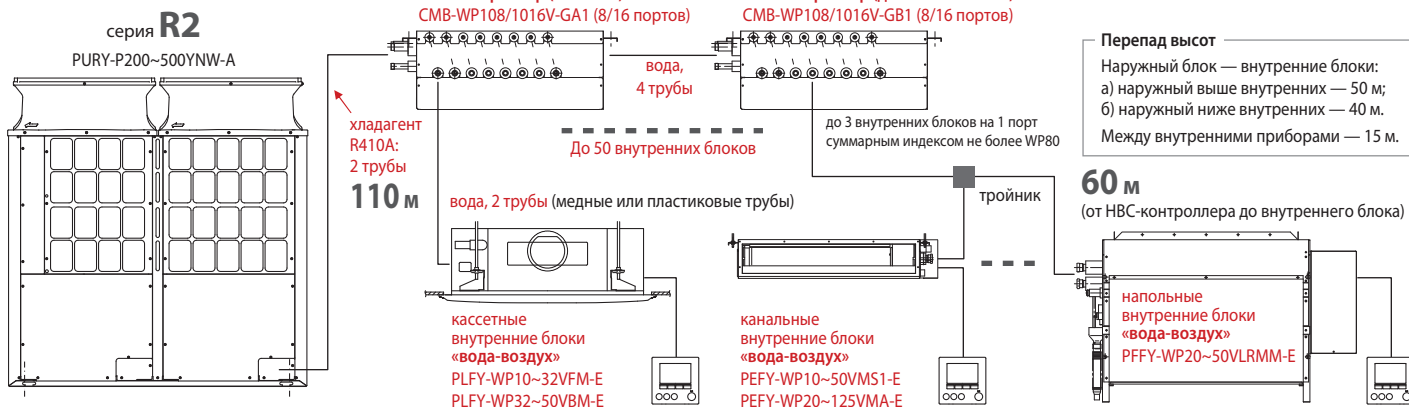 серия R2
PURY-P200~500YNW-A
CMB-WP108/1016V-GA1 (8/16 портов)
CMB-WP108/1016V-GB1 (8/16 портов)
вода,
4 трубы
хладагент
R410A:
2 трубы
110 м
До 50 внутренних блоков
до 3 внутренних блоков на 1 порт
суммарным индексом не более WP80
Перепад высот
Наружный блок — внутренние блоки:
а) наружный выше внутренних — 50 м;
б) наружный ниже внутренних — 40 м.
Между внутренними приборами — 15 м.
вода, 2 трубы (медные или пластиковые трубы)
тройник
60 м
(от HBC-контроллера до внутреннего блока)
кассетные
внутренние блоки
«вода-воздух»
PLFY-WP10~32VFM-E
PLFY-WP32~50VBM-E
канальные
внутренние блоки
«вода-воздух»
PEFY-WP10~50VMS1-E
PEFY-WP20~125VMA-E
напольные
внутренние блоки
«вода-воздух»
PFFY-WP20~50VLRMM-E